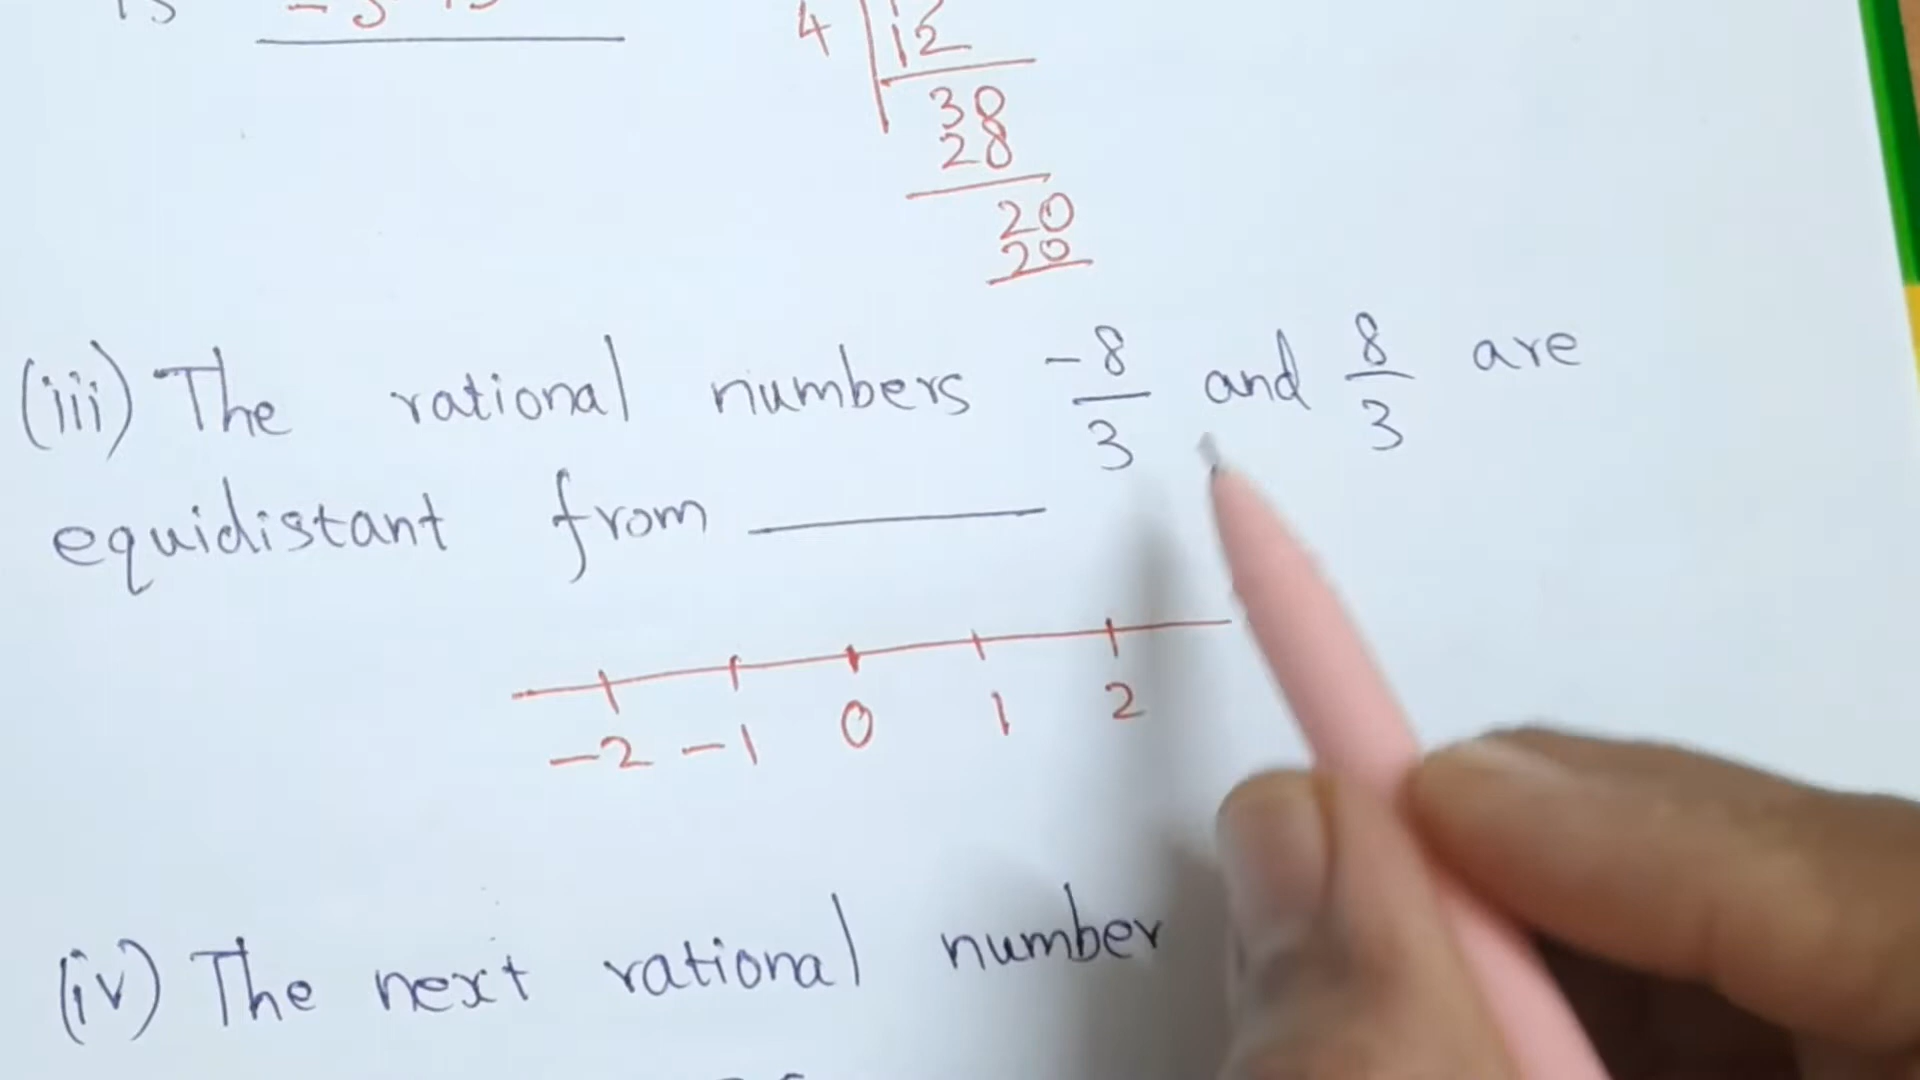 4 12
38
28
20
20
(iii) The rational numbers -8/3 and 8/3 are
equidistant from ______
-2 -1 0 1 2
(iv) The next rational number